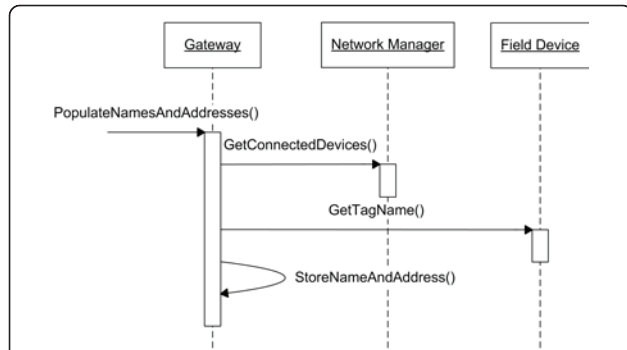 Gateway
Network Manager
Field Device
PopulateNamesAndAddresses()
GetConnectedDevices()
GetTagName()
StoreNameAndAddress()